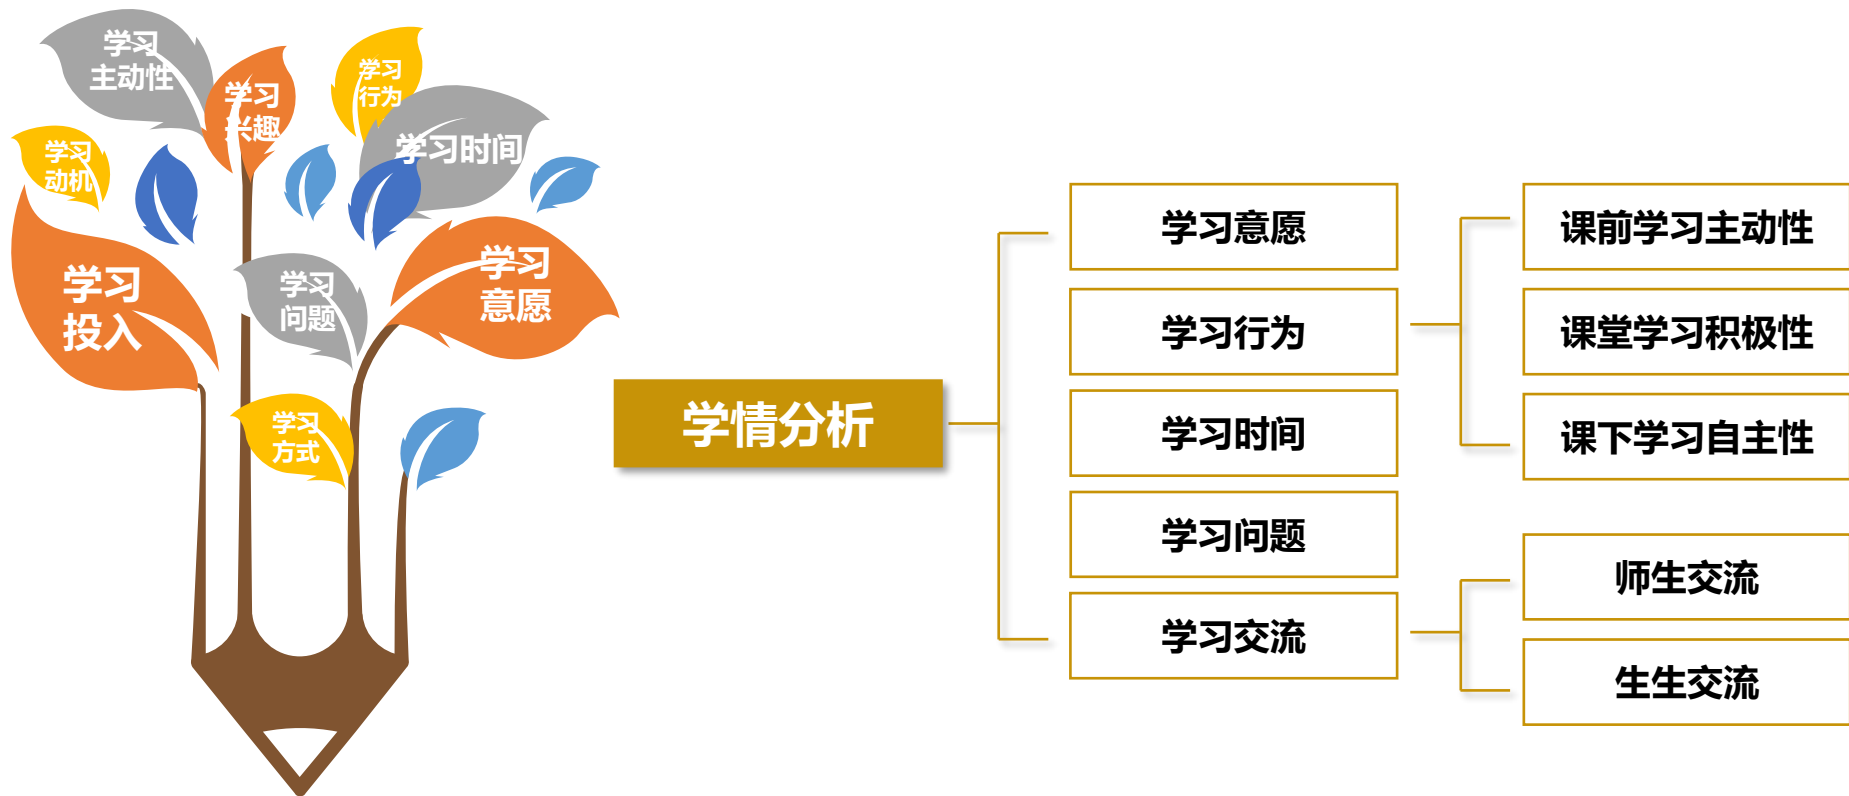 学习
主动性
学习
兴趣
学习
行为
学习时间
学习
动机
学习
投入
学习
问题
学习
意愿
学习
方式
学情分析
学习意愿
学习行为
学习时间
学习问题
学习交流
课前学习主动性
课堂学习积极性
课下学习自主性
师生交流
生生交流